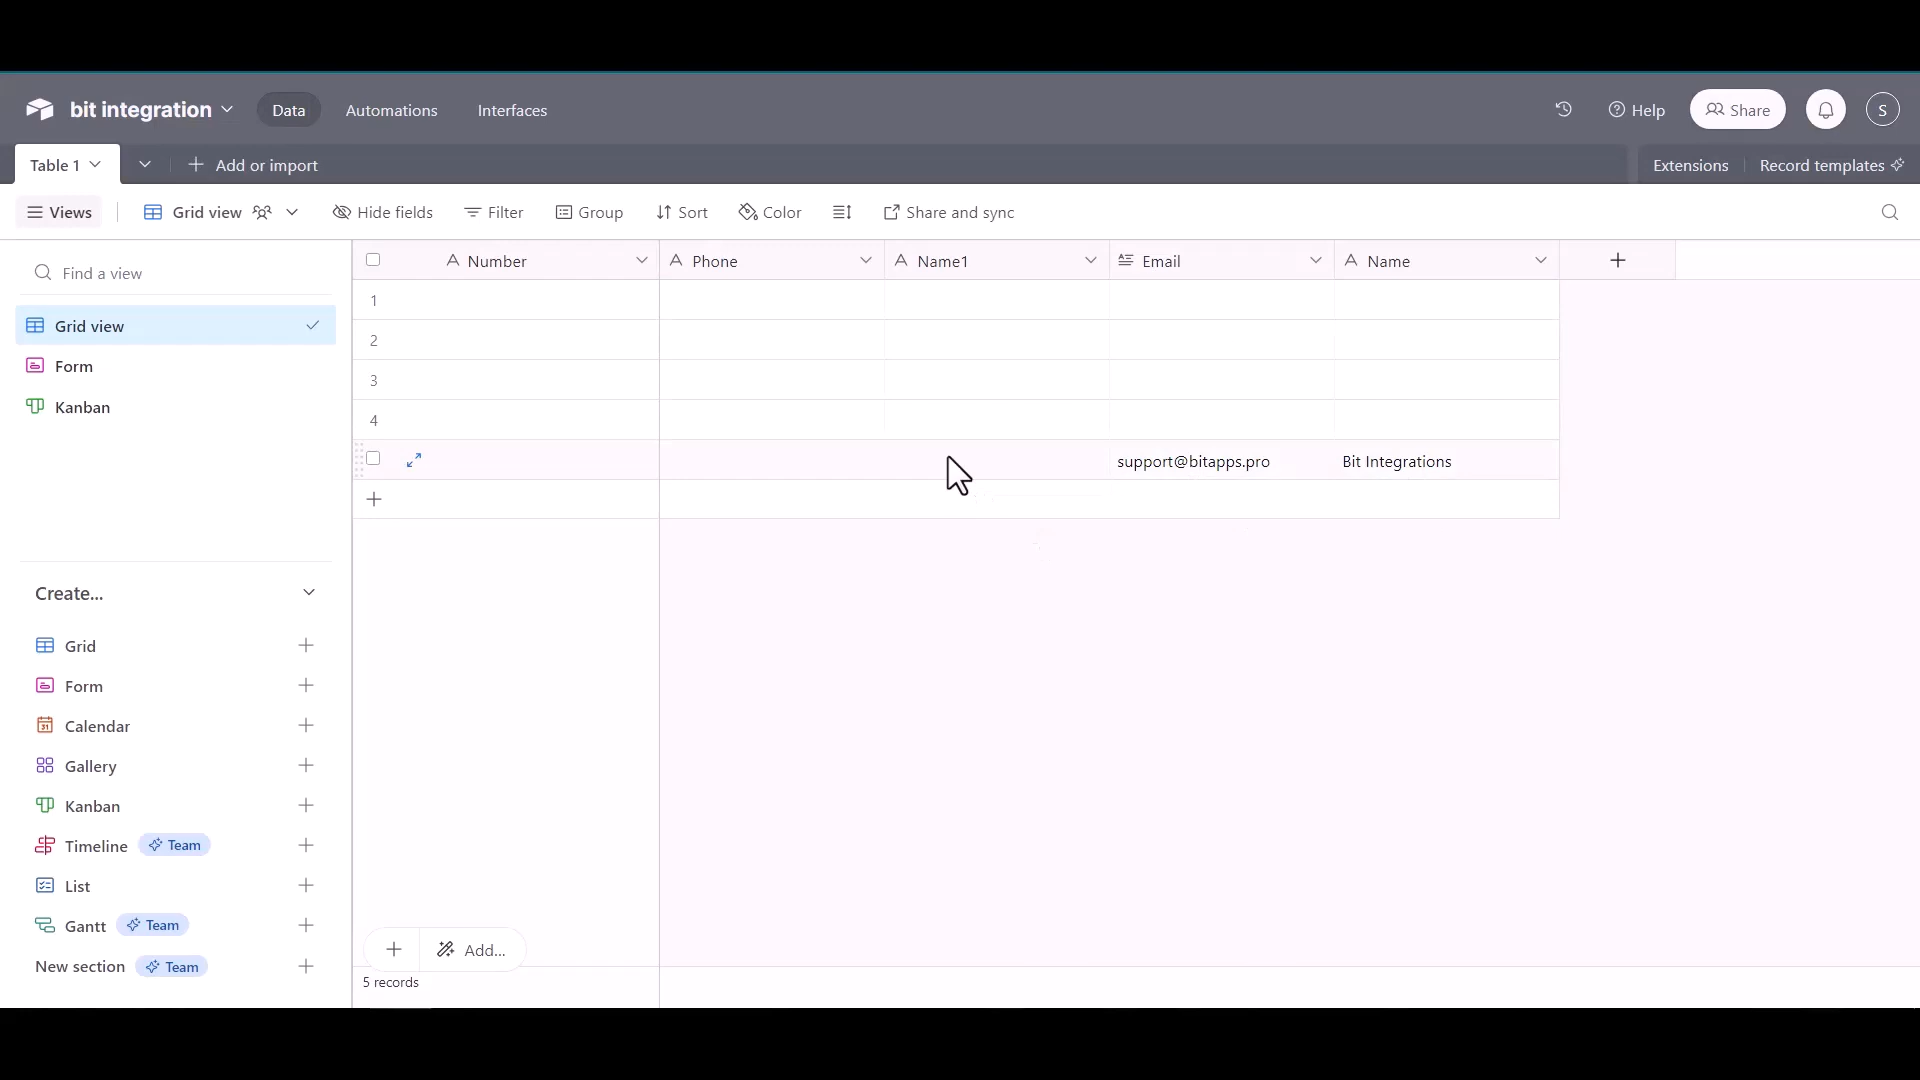 bit integration Data Automations Interfaces Help Share S
Table 1 Add or import Extensions Record templates
Views Grid view Hide fields Filter Group Sort Color Share and sync
Find a view
Number Phone Name1 Email Name
Grid view
Form
Kanban
1
2
3
4
support@bitapps.pro Bit Integrations
Create...
Grid
Form
31 Calendar
Gallery
Kanban
Timeline Team
List
Gantt Team
New section Team
Add...
5 records